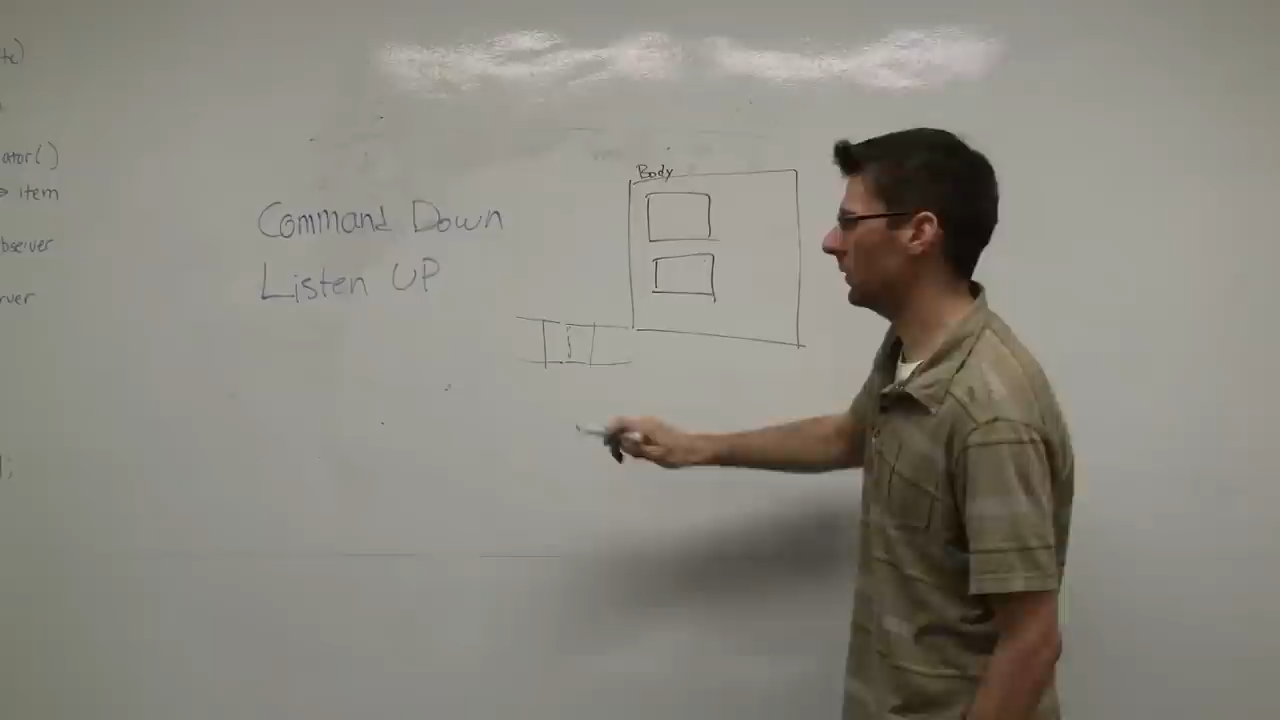 ator()
item
bserver
rver
Command Down
Listen UP
Body